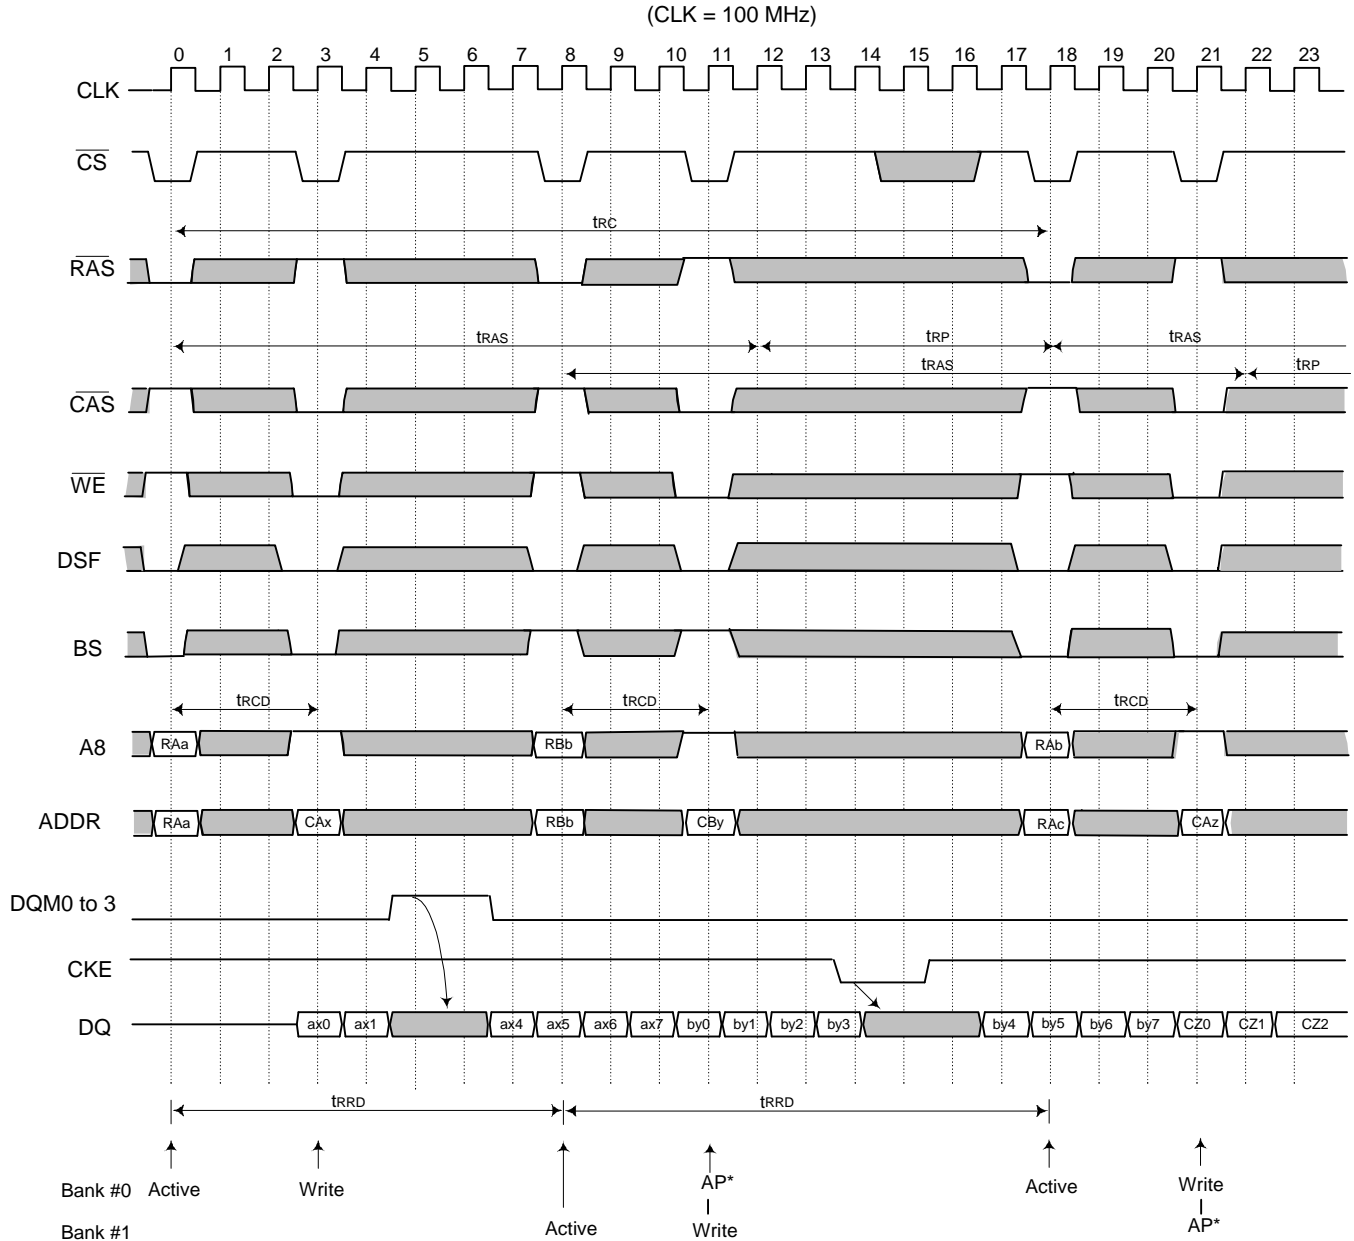 (CLK = 100 MHz)
0 1 2 3 4 5 6 7 8 9 10 11 12 13 14 15 16 17 18 19 20 21 22 23
CLK
CS
tRC
RAS
tRAS tRP tRAS
tRAS tRP
CAS
WE
DSF
BS
tRCD tRCD tRCD
A8 RAa RBb RAb
ADDR RAa CAx RBb CBy RAc CAz
DQM0 to 3
CKE
DQ ax0 ax1 ax4 ax5 ax6 ax7 by0 by1 by2 by3 by4 by5 by6 by7 CZ0 CZ1 CZ2
tRRD tRRD
Bank #0 Active Write AP* Active Write
Bank #1 Active Write AP*